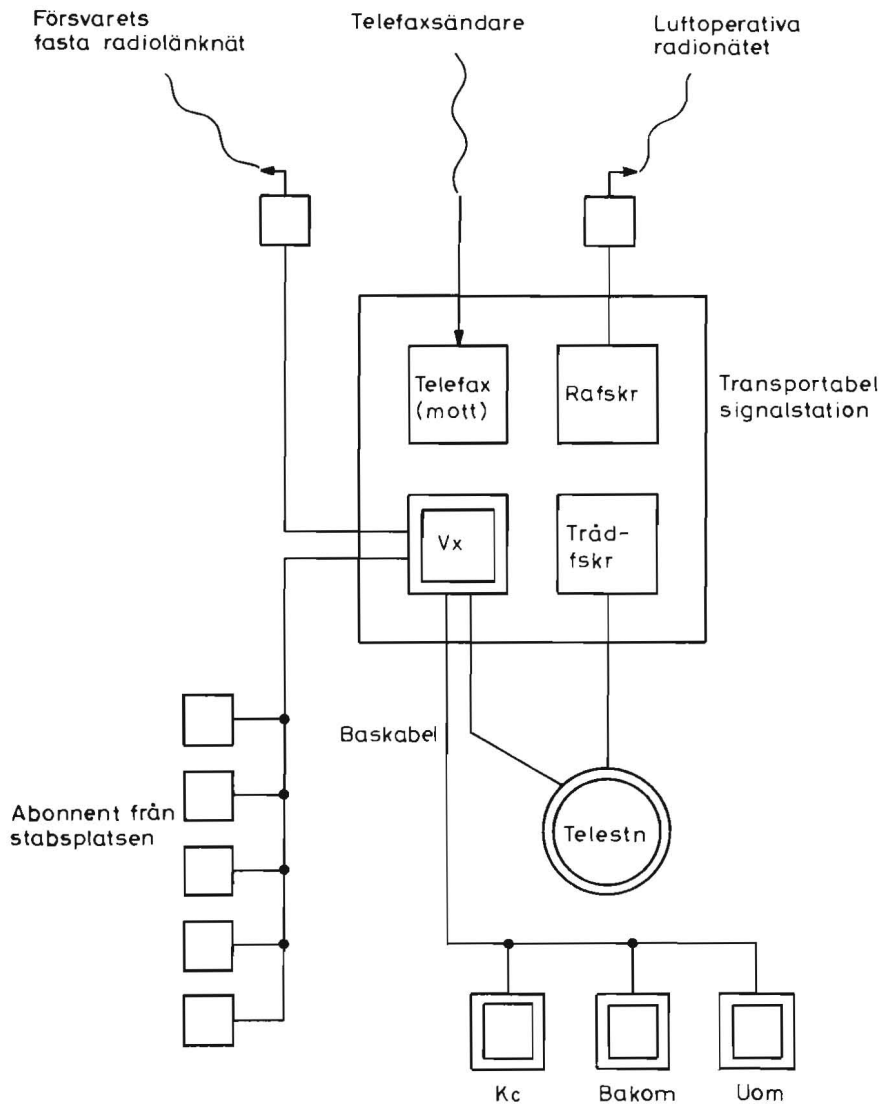 Försvarets
fasta radiolänknät
Telefaxsändare
Luftoperativa
radionätet
Telefax
(mott)
Rafskr
Transportabel
signalstation
Vx
Tråd-
fskr
Baskabel
Abonnent från
stabsplatsen
Telestn
Kc
Bakom
Uom